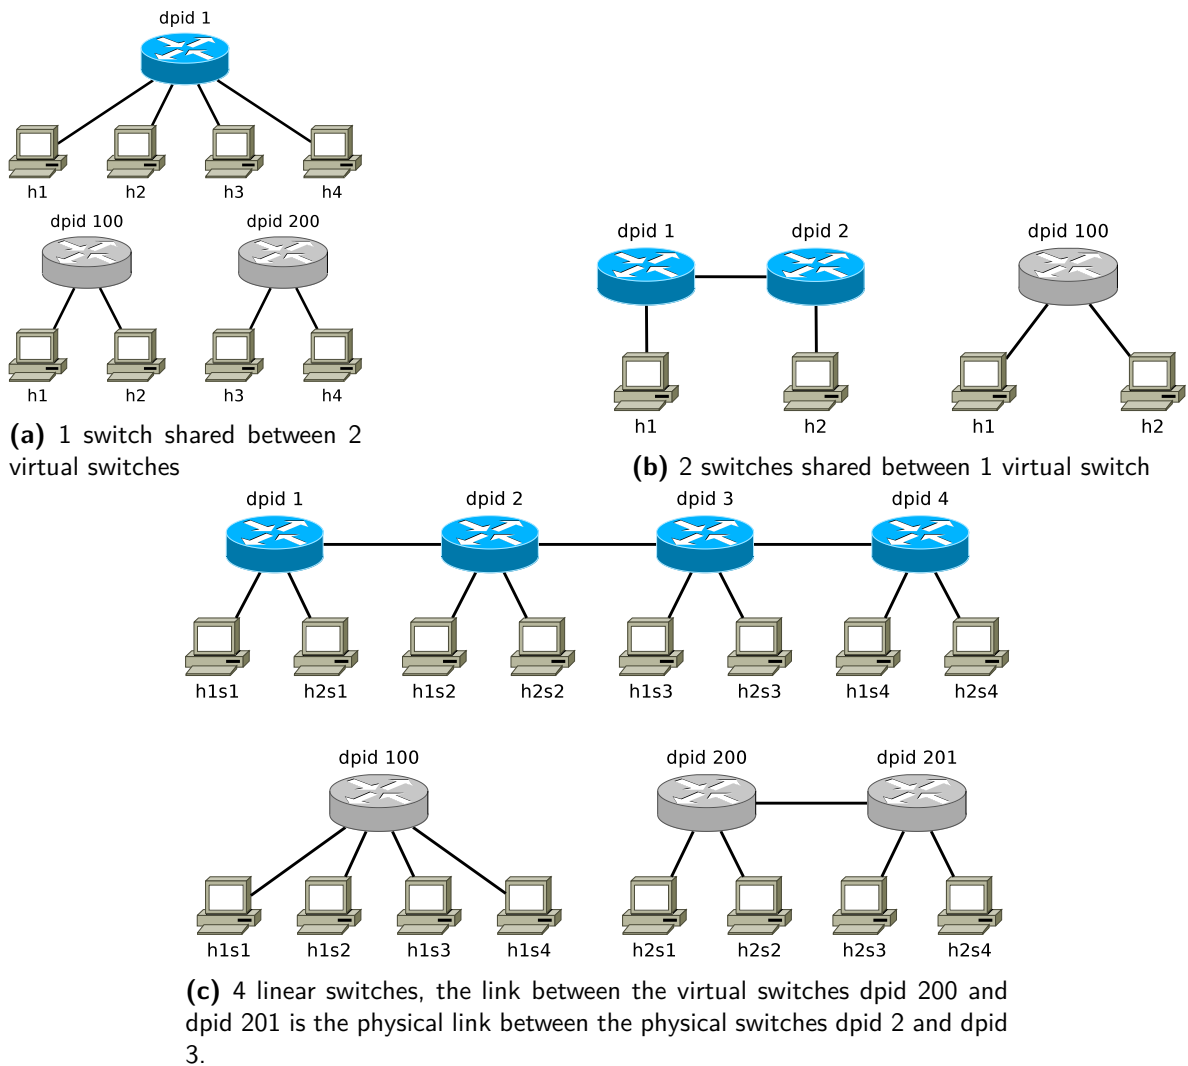 dpid 1
h1 h2 h3 h4
dpid 100 dpid 200
h1 h2 h3 h4
(a) 1 switch shared between 2
virtual switches
dpid 1 dpid 2 dpid 100
h1 h2 h1 h2
(b) 2 switches shared between 1 virtual switch
dpid 1 dpid 2 dpid 3 dpid 4
h1s1 h2s1 h1s2 h2s2 h1s3 h2s3 h1s4 h2s4
dpid 100 dpid 200 dpid 201
h1s1 h1s2 h1s3 h1s4 h2s1 h2s2 h2s3 h2s4
(c) 4 linear switches, the link between the virtual switches dpid 200 and
dpid 201 is the physical link between the physical switches dpid 2 and dpid
3.